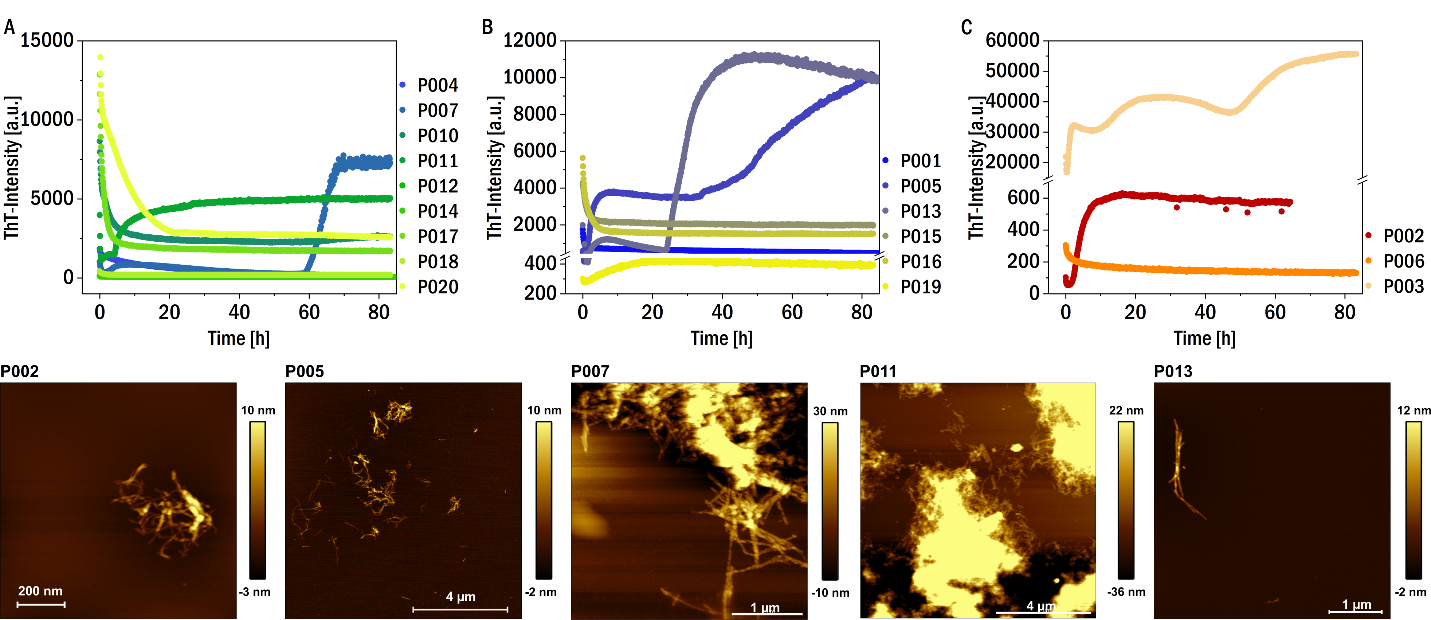 A
ThT-Intensity [a.u.]
15000
10000
5000
0
0
20
40
60
80
Time [h]
P004
P007
P010
P011
P012
P014
P017
P018
P020
B
ThT-Intensity [a.u.]
12000
10000
8000
6000
4000
2000
400
200
0
20
40
60
80
Time [h]
P001
P005
P013
P015
P016
P019
C
ThT-Intensity [a.u.]
60000
50000
40000
30000
20000
600
400
200
0
0
20
40
60
80
Time [h]
P002
P006
P003
P002
10 nm
-3 nm
200 nm
P005
10 nm
-2 nm
4 µm
P007
30 nm
-10 nm
1 µm
P011
22 nm
-36 nm
4 µm
P013
12 nm
-2 nm
1 µm